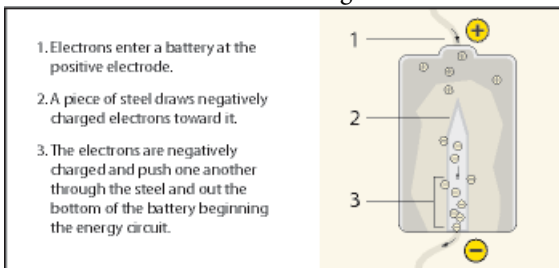 1. Electrons enter a battery at the
positive electrode.
2. A piece of steel draws negatively
charged electrons toward it.
3. The electrons are negatively
charged and push one another
through the steel and out the
bottom of the battery beginning
the energy circuit.
1
+
2
3
−